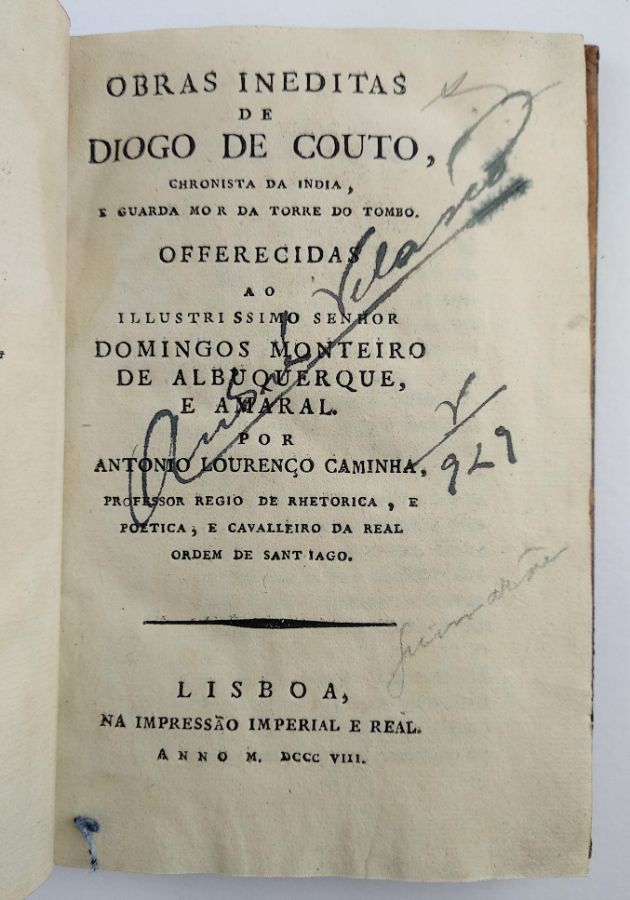 OBRAS INEDITAS
DE
DIOGO DE COUTO,
CHRONISTA DA INDIA,
E GUARDA MOR DA TORRE DO TOMBO.
OFFERECIDAS
AO
ILLUSTRISSIMO SENHOR
DOMINGOS MONTEIRO
DE ALBUQUERQUE,
E AMARAL.
POR
ANTONIO LOURENÇO CAMINHA,
PROFESSOR REGIO DE RHETORICA, E
POETICA, E CAVALLEIRO DA REAL
ORDEM DE SANTIAGO.
Velasco
929
LISBOA,
NA IMPRESSÃO IMPERIAL E REAL.
ANNO M. DCCC VIII.